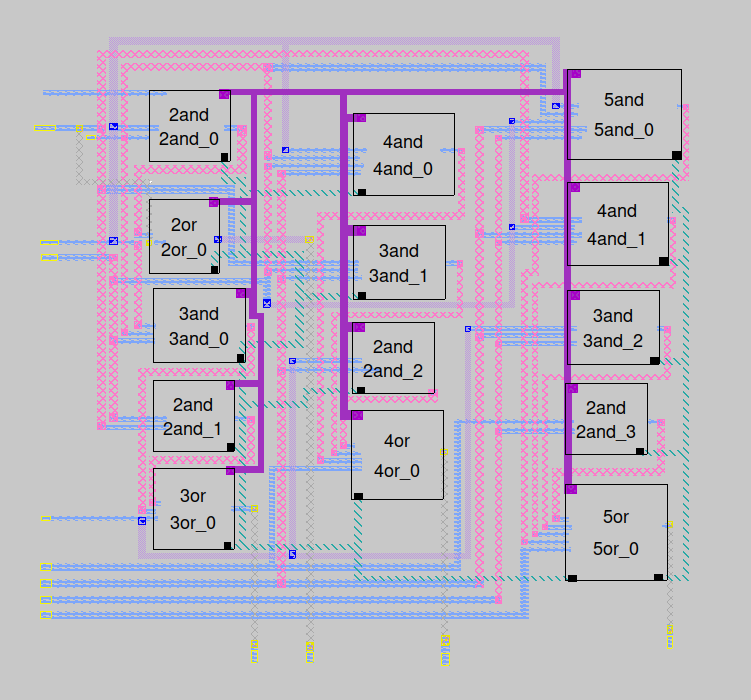 2and
2and_0
2or
2or_0
3and
3and_0
2and
2and_1
3or
3or_0
4and
4and_0
3and
3and_1
2and
2and_2
4or
4or_0
5and
5and_0
4and
4and_1
3and
3and_2
2and
2and_3
5or
5or_0